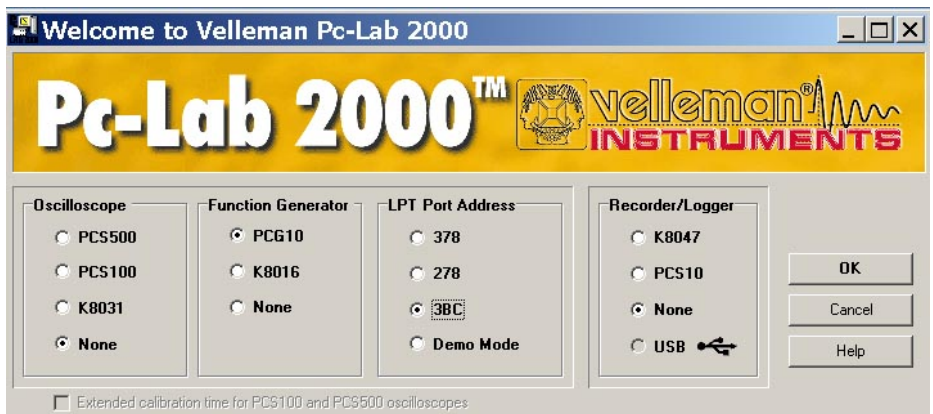 Welcome to Velleman Pc-Lab 2000
Pc-Lab 2000™
velleman®
INSTRUMENTS
Oscilloscope
PCS500
PCS100
K8031
None
Function Generator
PCG10
K8016
None
LPT Port Address
378
278
3BC
Demo Mode
Recorder/Logger
K8047
PCS10
None
USB
OK
Cancel
Help
Extended calibration time for PCS100 and PCS500 oscilloscopes